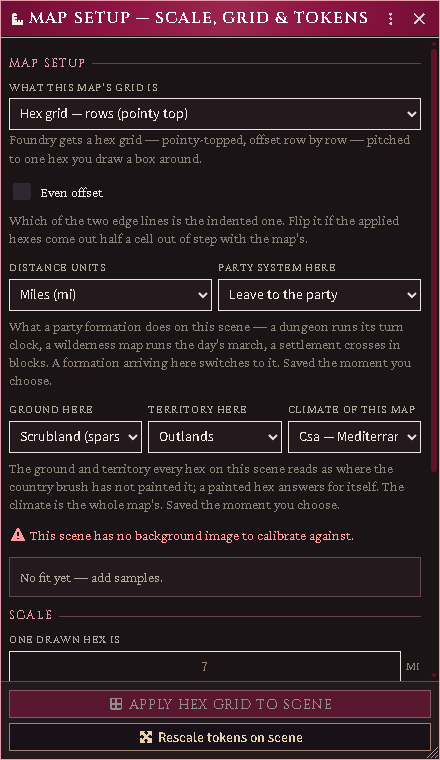 MAP SETUP — SCALE, GRID & TOKENS
MAP SETUP
WHAT THIS MAP'S GRID IS
Hex grid — rows (pointy top)
Foundry gets a hex grid — pointy-topped, offset row by row — pitched
to one hex you draw a box around.
Even offset
Which of the two edge lines is the indented one. Flip it if the applied
hexes come out half a cell out of step with the map's.
DISTANCE UNITS PARTY SYSTEM HERE
Miles (mi) Leave to the party
What a party formation does on this scene — a dungeon runs its turn
clock, a wilderness map runs the day's march, a settlement crosses in
blocks. A formation arriving here switches to it. Saved the moment you
choose.
GROUND HERE TERRITORY HERE CLIMATE OF THIS MAP
Scrubland (spars Outlands Csa — Mediterrar
The ground and territory every hex on this scene reads as where the
country brush has not painted it; a painted hex answers for itself. The
climate is the whole map's. Saved the moment you choose.
This scene has no background image to calibrate against.
No fit yet — add samples.
SCALE
ONE DRAWN HEX IS
7 MI
APPLY HEX GRID TO SCENE
Rescale tokens on scene